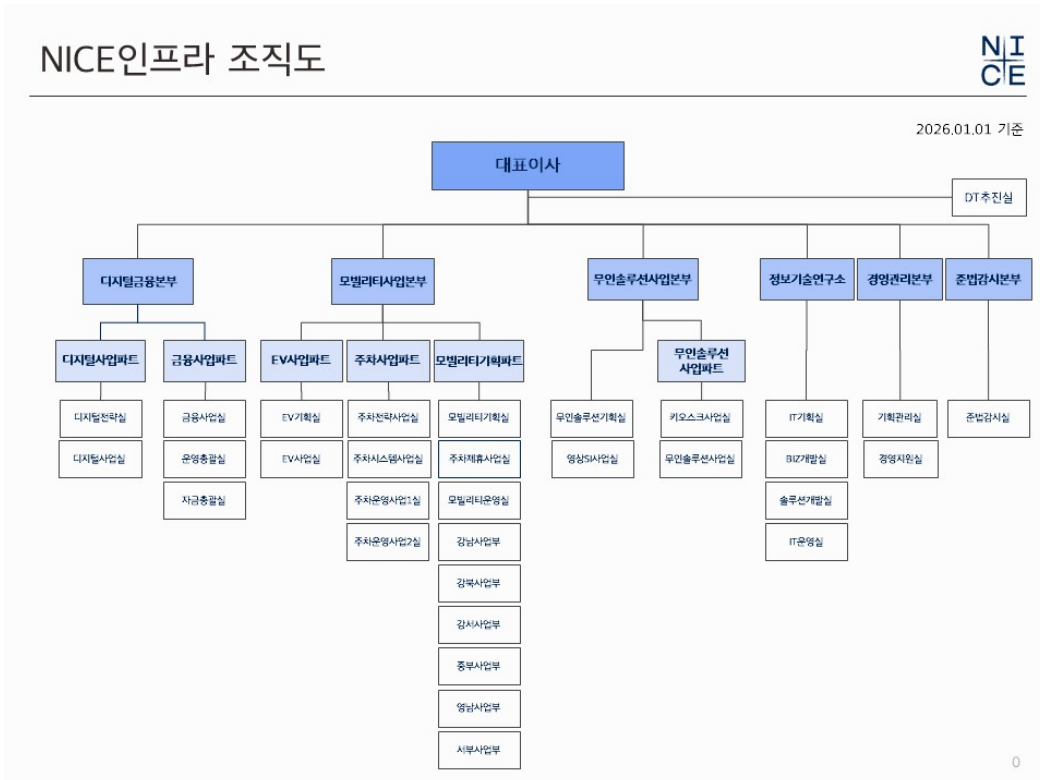 NICE인프라 조직도
NI
CE
2026.01.01 기준
대표이사
DT추진실
디지털금융본부
모빌리티사업본부
무인솔루션사업본부
정보기술연구소
경영관리본부
준법감시본부
디지털사업파트
금융사업파트
EV사업파트
주차사업파트
모빌리티기획파트
무인솔루션
사업파트
디지털전략실
금융사업실
EV기획실
주차전략사업실
모빌리티기획실
무인솔루션기획실
키오스크사업실
IT기획실
기획관리실
준법감시실
디지털사업실
운영총괄실
EV사업실
주차시스템사업실
주차제휴사업실
영상SI사업실
무인솔루션사업실
BIZ개발실
경영지원실
자금총괄실
주차운영사업1실
모빌리티운영실
솔루션개발실
주차운영사업2실
강남사업부
IT운영실
강북사업부
강서사업부
중부사업부
영남사업부
서부사업부
0